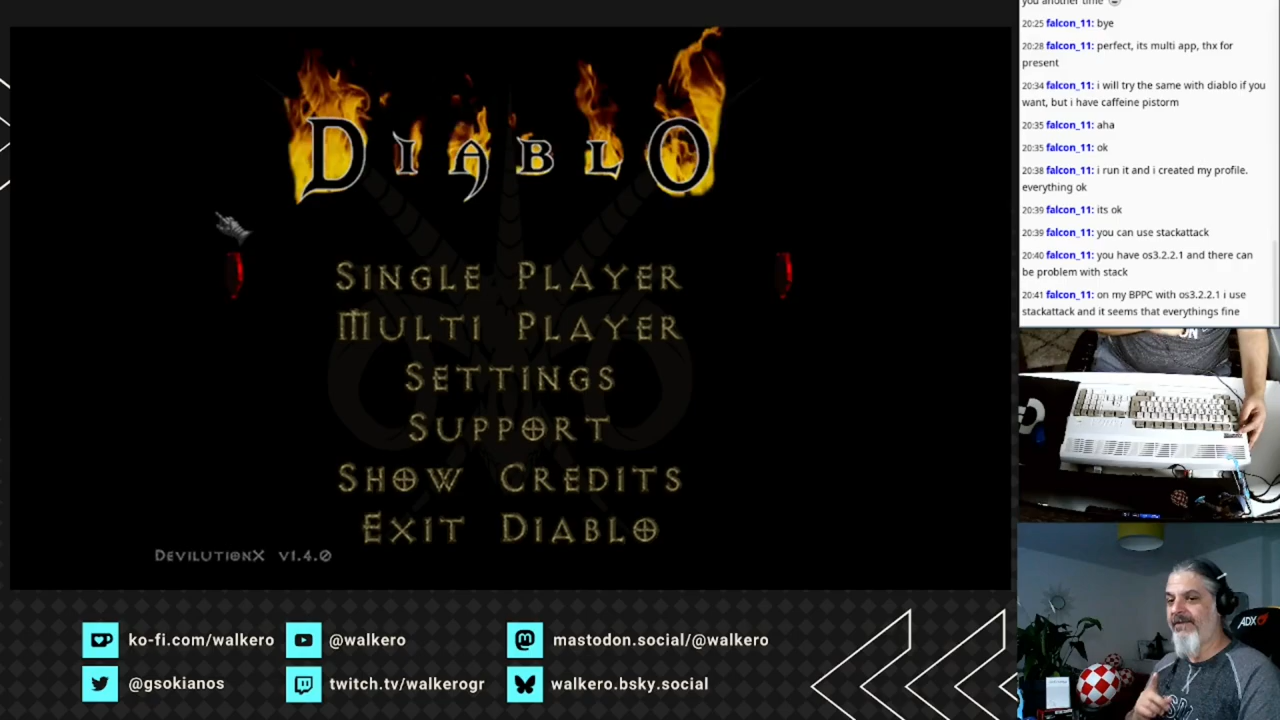 DIABLO
SINGLE PLAYER
MULTI PLAYER
SETTINGS
SUPPORT
SHOW CREDITS
EXIT DIABLO
DEVILUTIONX V1.4.0
you another time
20:25 falcon_11: bye
20:28 falcon_11: perfect, its multi app, thx for
present
20:34 falcon_11: i will try the same with diablo if you
want, but i have caffeine pistorm
20:35 falcon_11: aha
20:35 falcon_11: ok
20:38 falcon_11: i run it and i created my profile.
everything ok
20:39 falcon_11: its ok
20:39 falcon_11: you can use stackattack
20:40 falcon_11: you have os3.2.2.1 and there can
be problem with stack
20:41 falcon_11: on my BPPC with os3.2.2.1 i use
stackattack and it seems that everythings fine
ADX
ko-fi.com/walkero
@walkero
mastodon.social/@walkero
@gsokianos
twitch.tv/walkerogr
walkero.bsky.social